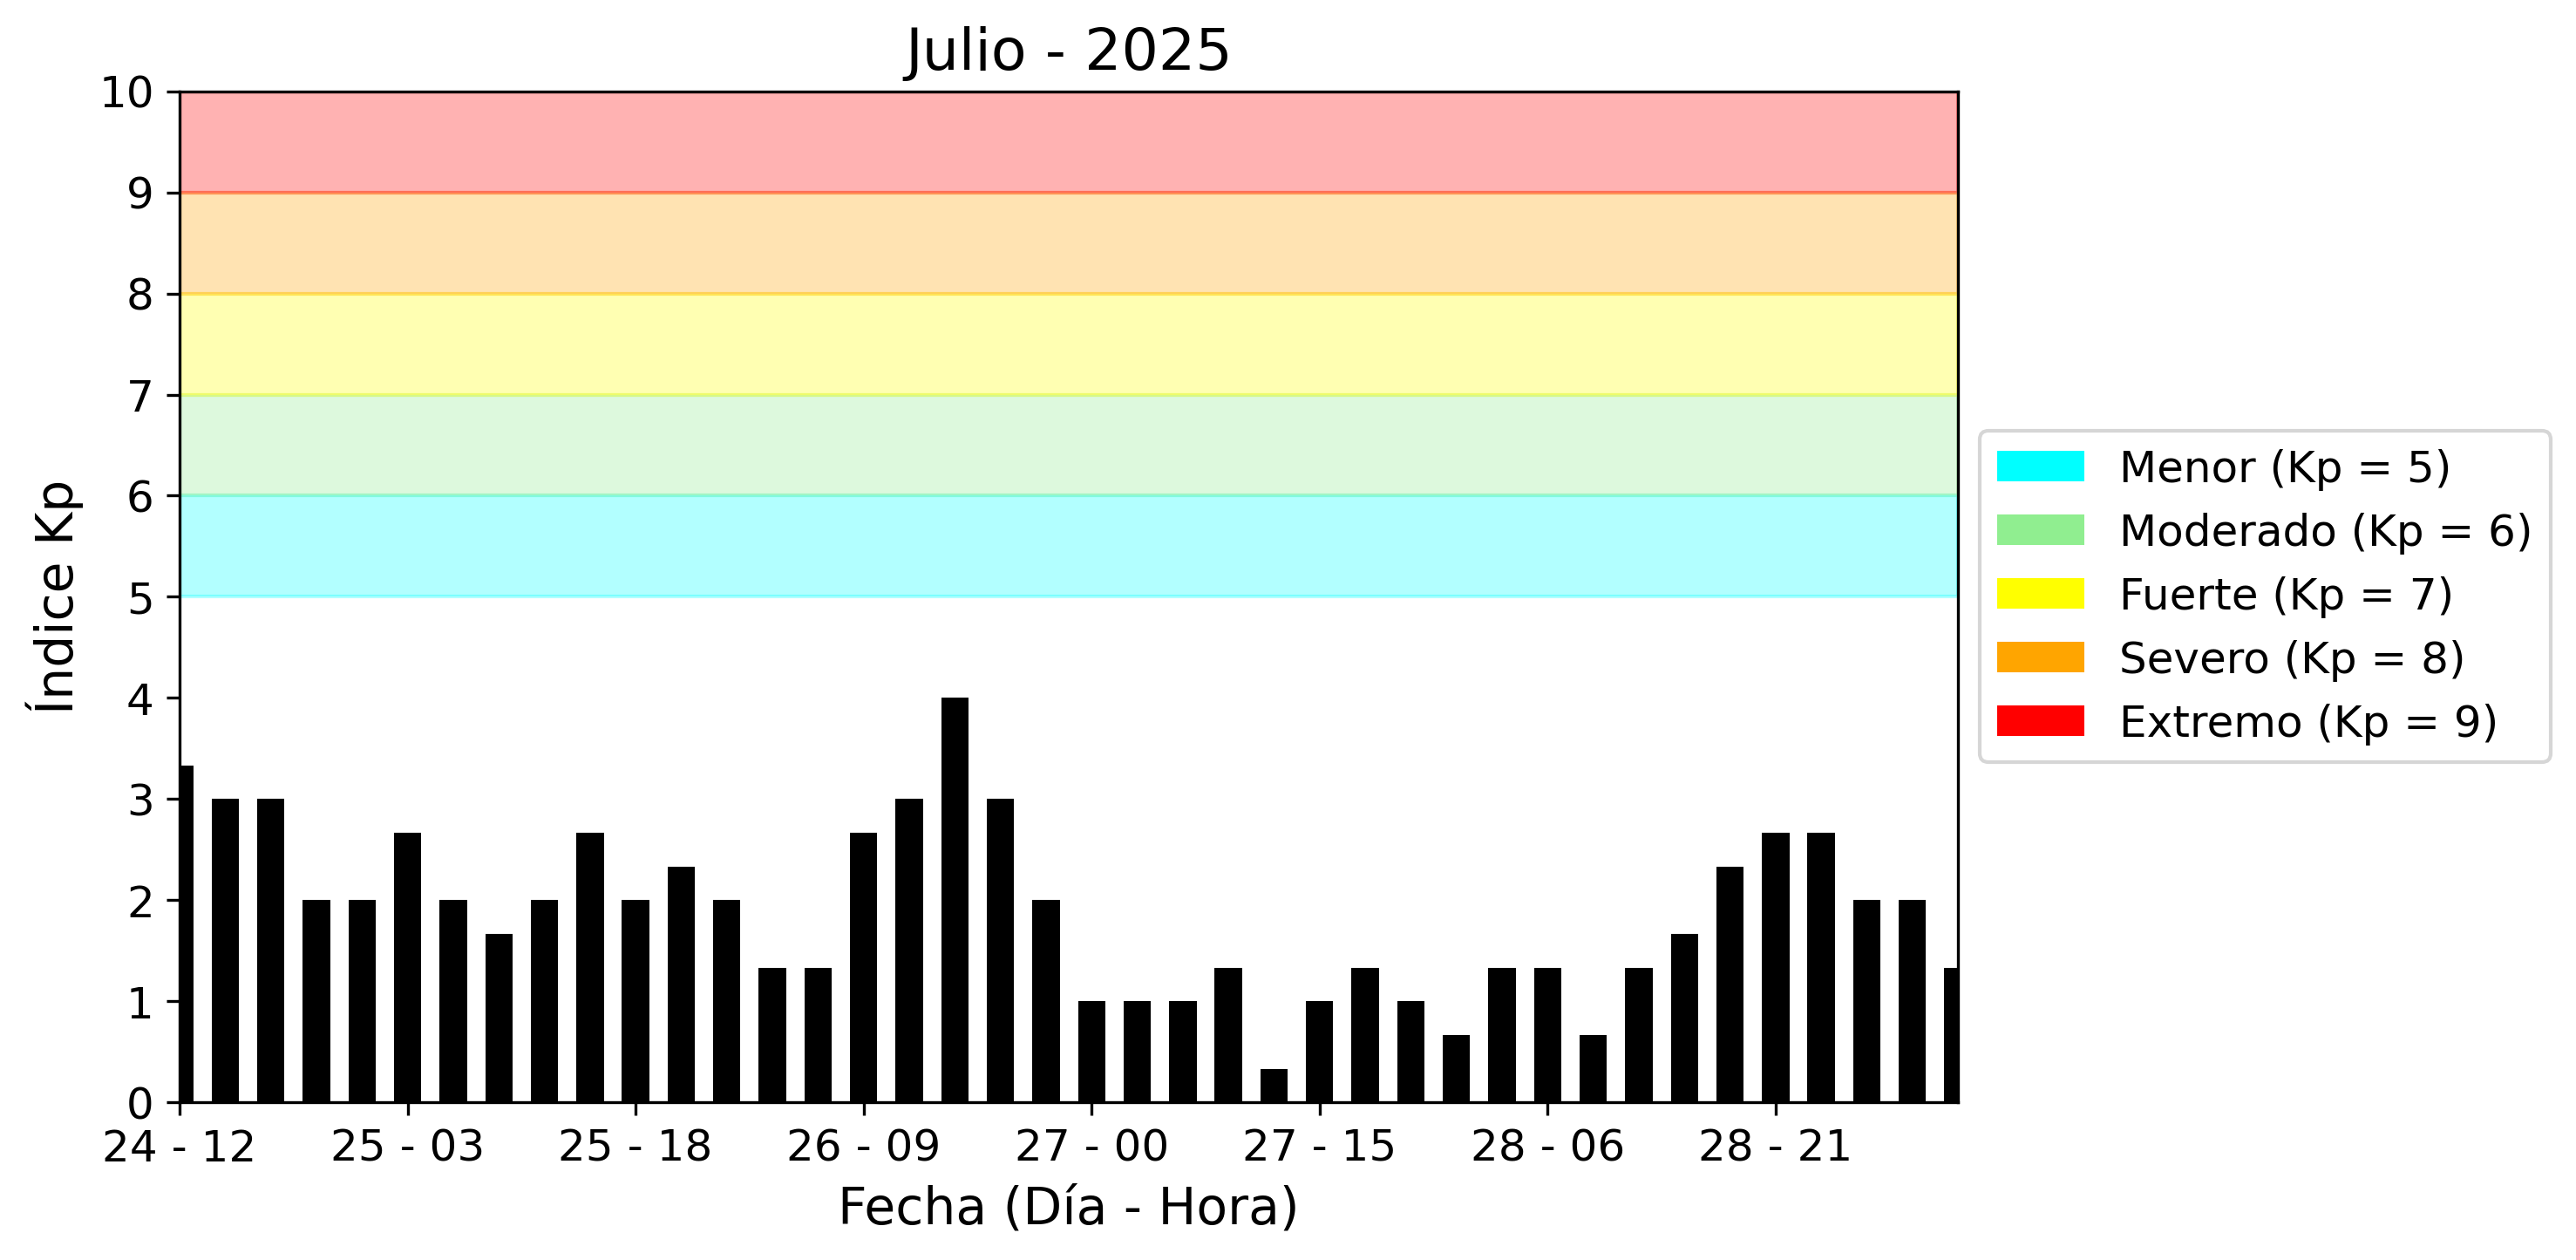 Julio - 2025
10
9
8
7
6
5
4
3
2
1
0
Índice Kp
24 - 12
25 - 03
25 - 18
26 - 09
27 - 00
27 - 15
28 - 06
28 - 21
Fecha (Día - Hora)
Menor (Kp = 5)
Moderado (Kp = 6)
Fuerte (Kp = 7)
Severo (Kp = 8)
Extremo (Kp = 9)